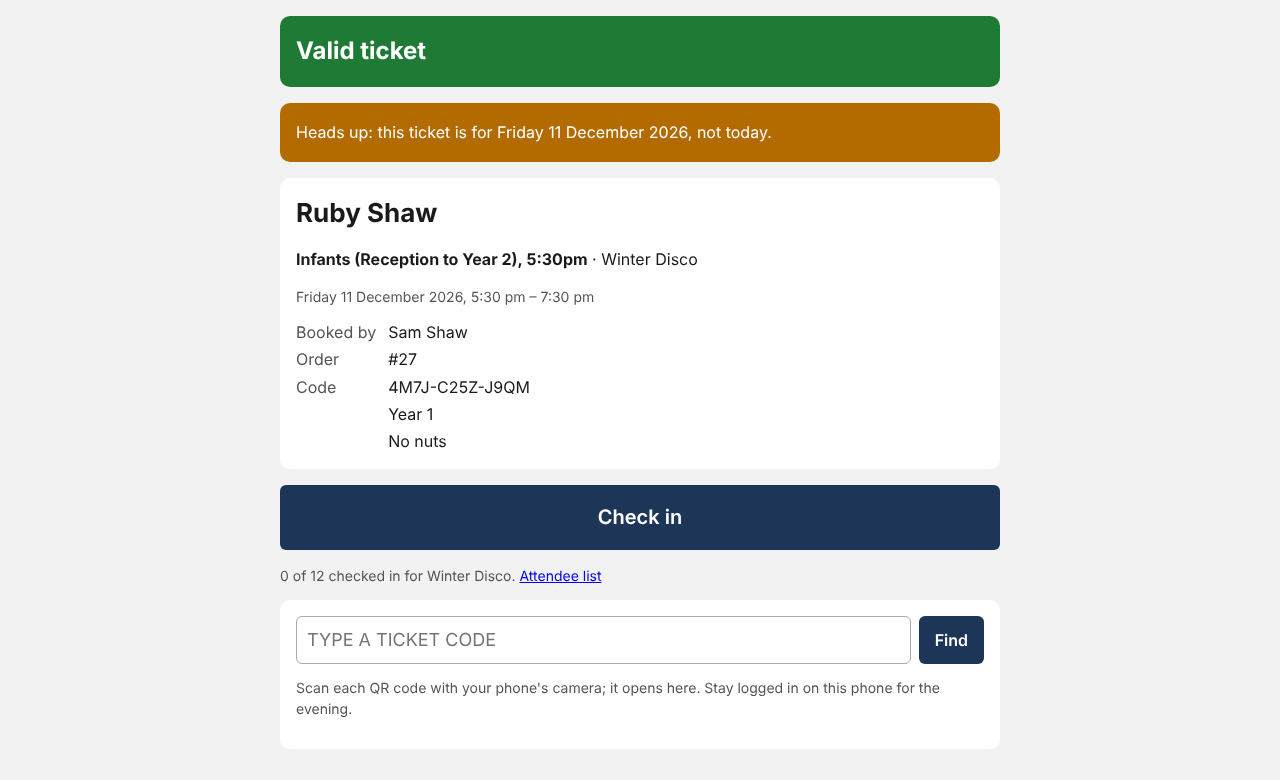 Valid ticket
Heads up: this ticket is for Friday 11 December 2026, not today.
Ruby Shaw
Infants (Reception to Year 2), 5:30pm · Winter Disco
Friday 11 December 2026, 5:30 pm – 7:30 pm
Booked by Sam Shaw
Order #27
Code 4M7J-C25Z-J9QM
Year 1
No nuts
Check in
0 of 12 checked in for Winter Disco. Attendee list
TYPE A TICKET CODE Find
Scan each QR code with your phone's camera; it opens here. Stay logged in on this phone for the
evening.